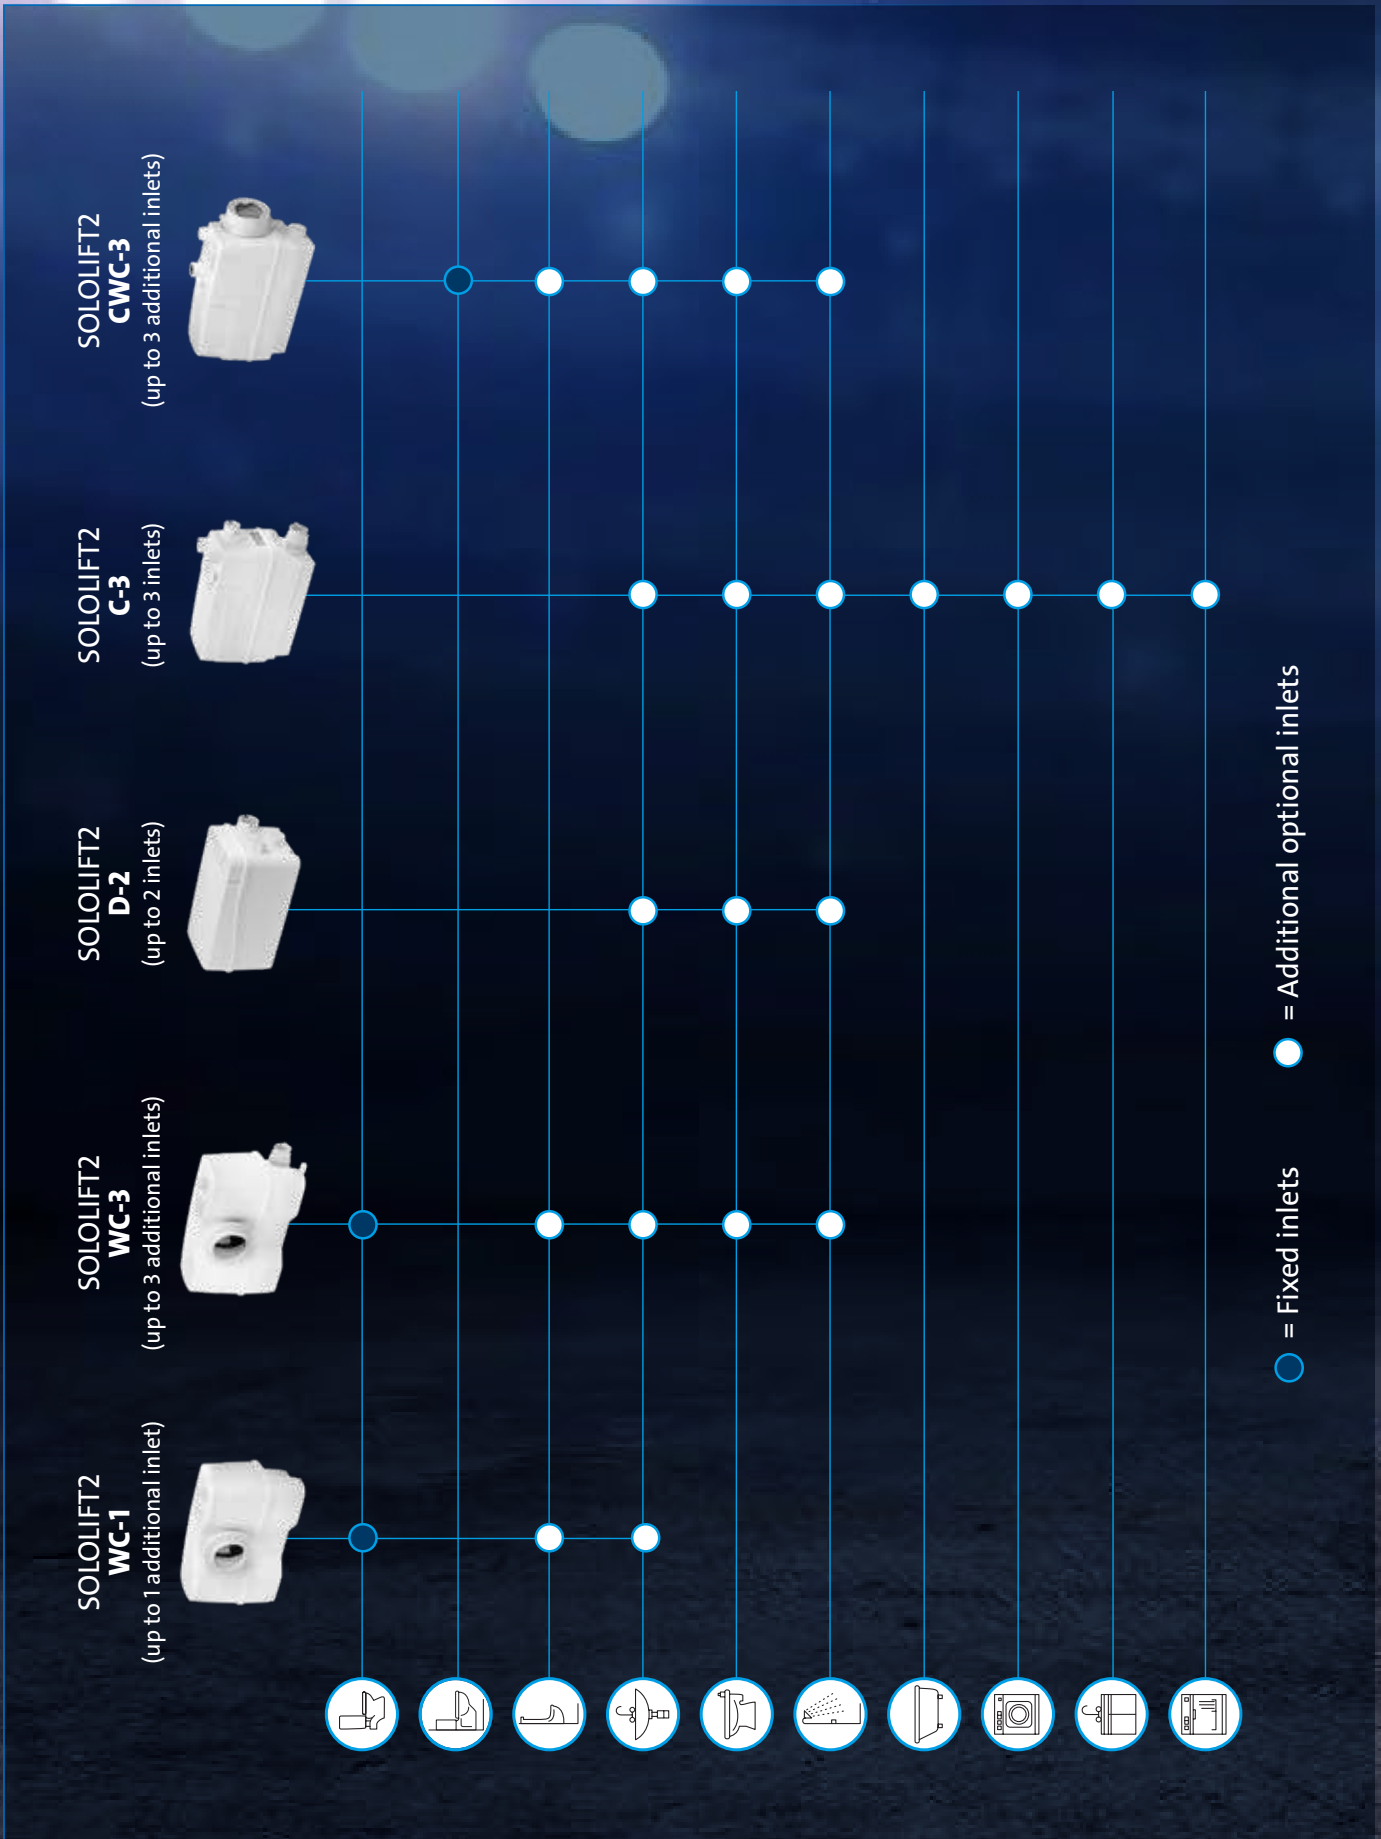 SOLOLIFT2
WC-1
(up to 1 additional inlet)
SOLOLIFT2
WC-3
(up to 3 additional inlets)
SOLOLIFT2
D-2
(up to 2 inlets)
SOLOLIFT2
C-3
(up to 3 inlets)
SOLOLIFT2
CWC-3
(up to 3 additional inlets)
= Fixed inlets
= Additional optional inlets